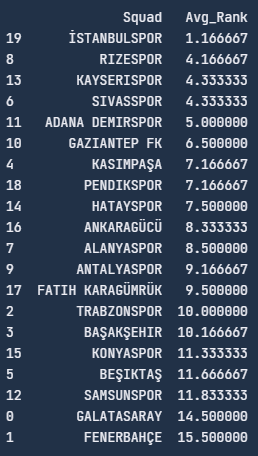 Squad Avg_Rank
19 İSTANBULSPOR 1.166667
8 RIZESPOR 4.166667
13 KAYSERISPOR 4.333333
6 SIVASSPOR 4.333333
11 ADANA DEMIRSPOR 5.000000
10 GAZIANTEP FK 6.500000
4 KASIMPAŞA 7.166667
18 PENDIKSPOR 7.166667
14 HATAYSPOR 7.500000
16 ANKARAGÜCÜ 8.333333
7 ALANYASPOR 8.500000
9 ANTALYASPOR 9.166667
17 FATIH KARAGÜMRÜK 9.500000
2 TRABZONSPOR 10.000000
3 BAŞAKŞEHIR 10.166667
15 KONYASPOR 11.333333
5 BEŞIKTAŞ 11.666667
12 SAMSUNSPOR 11.833333
0 GALATASARAY 14.500000
1 FENERBAHÇE 15.500000